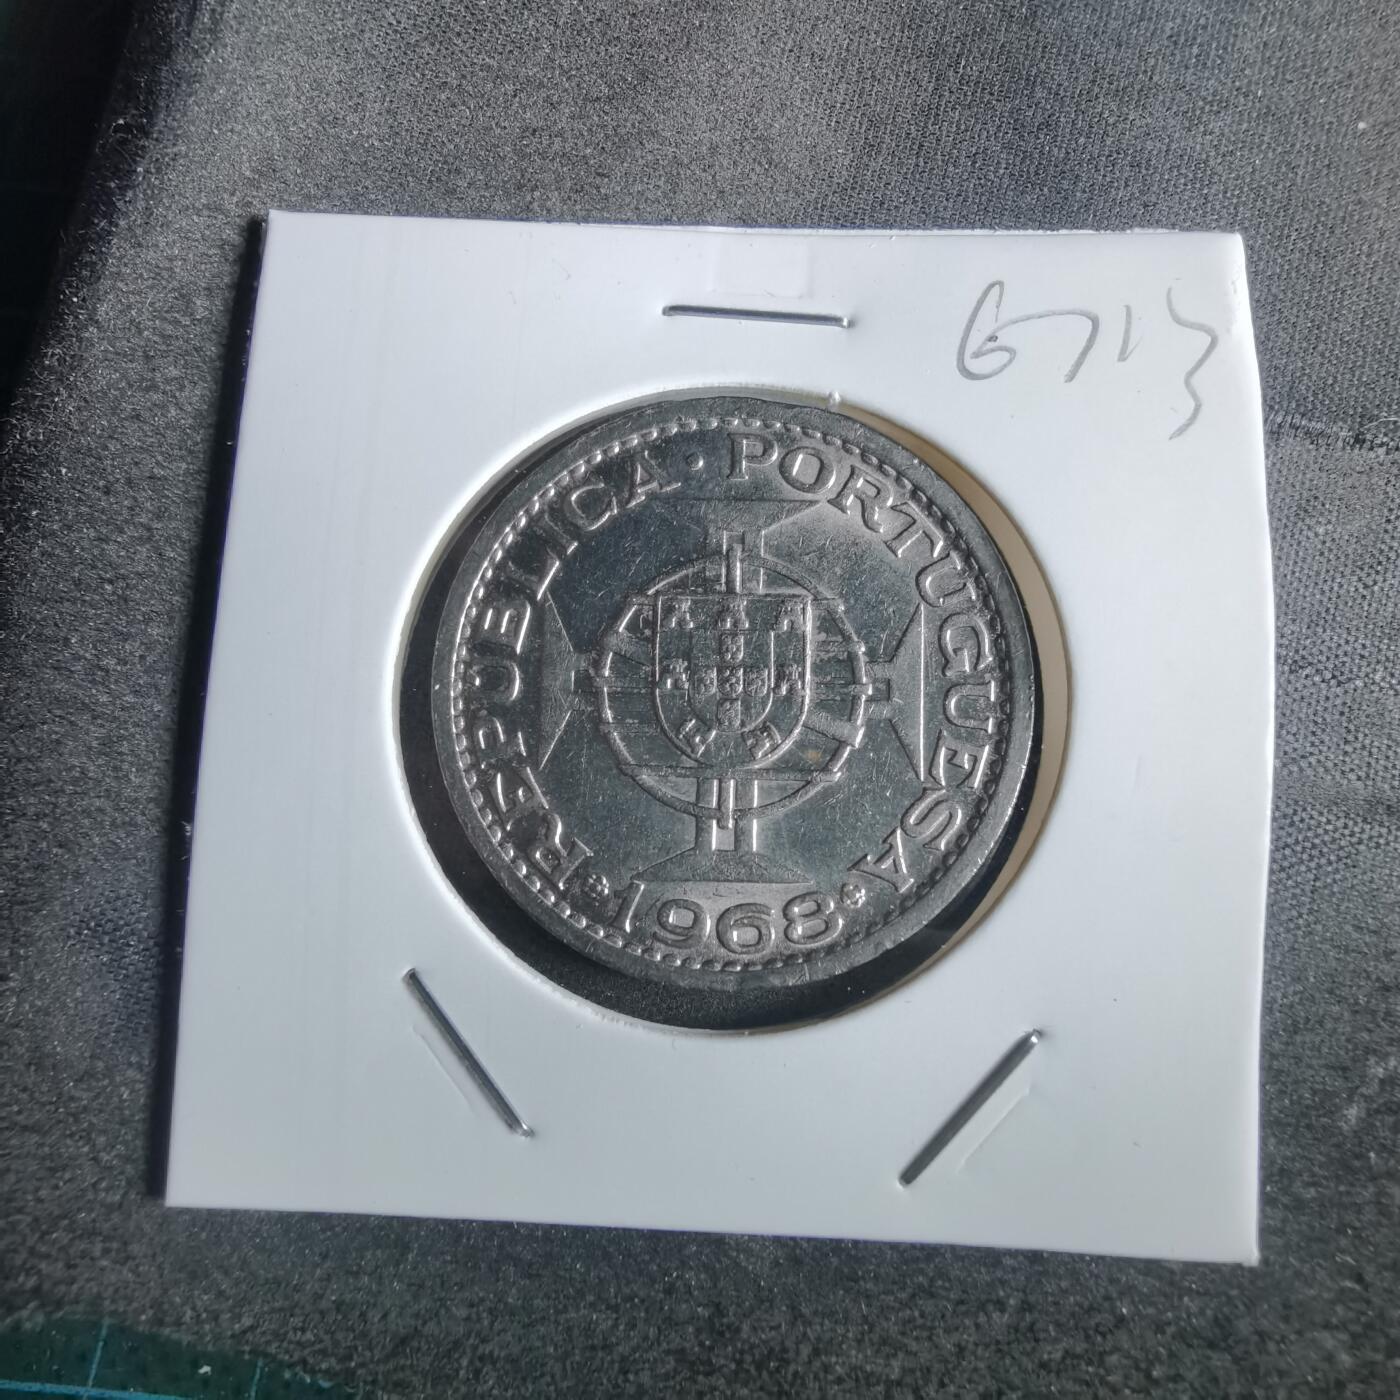 REPUBLICA · PORTUGUESA
1968